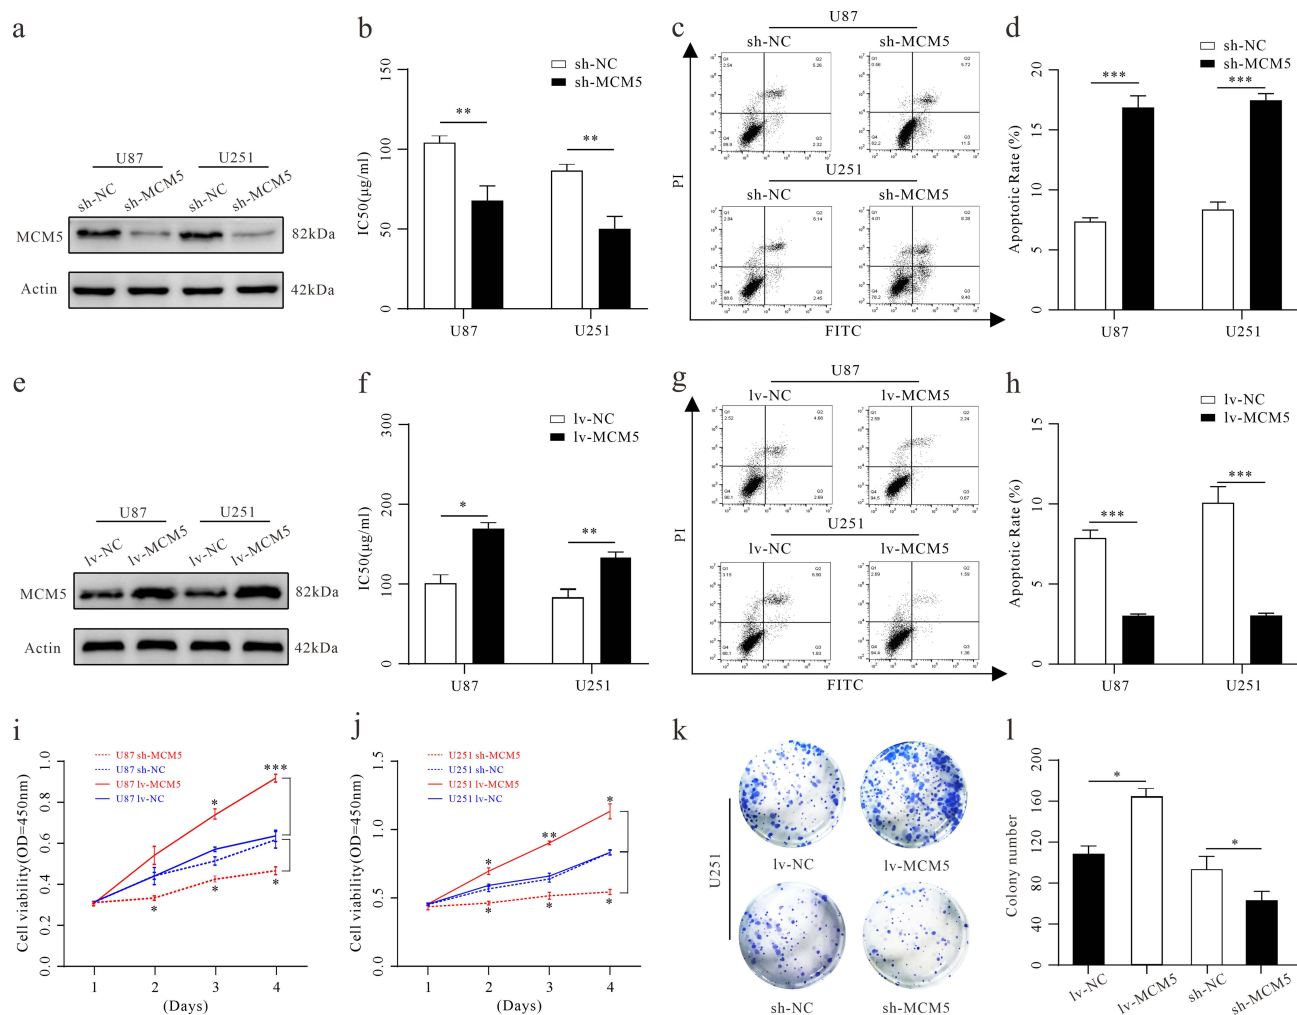 a
U87
U251
sh-NC
sh-MCM5
sh-NC
sh-MCM5
MCM5
82kDa
Actin
42kDa
b
sh-NC
sh-MCM5
IC50(μg/ml)
150
100
50
0
**
**
U87
U251
c
U87
sh-NC
sh-MCM5
U251
PI
FITC
d
sh-NC
sh-MCM5
Apoptotic Rate (%)
20
15
10
5
0
***
***
U87
U251
e
U87
U251
lv-NC
lv-MCM5
lv-NC
lv-MCM5
MCM5
82kDa
Actin
42kDa
f
lv-NC
lv-MCM5
IC50(μg/ml)
300
200
100
0
*
**
U87
U251
g
U87
lv-NC
lv-MCM5
U251
lv-NC
lv-MCM5
PI
FITC
h
lv-NC
lv-MCM5
Apoptotic Rate (%)
15
10
5
0
***
***
U87
U251
i
U87 sh-MCM5
U87 sh-NC
U87 lv-MCM5
U87 lv-NC
Cell viability(OD=450nm)
1.0
0.8
0.6
0.4
0.2
0.0
1 2 3 4
(Days)
***
*
*
*
*
j
U251 sh-MCM5
U251 sh-NC
U251 lv-MCM5
U251 lv-NC
Cell viability(OD=450nm)
1.5
1.0
0.5
0.0
1 2 3 4
(Days)
*
**
*
*
*
*
k
U251
lv-NC
lv-MCM5
sh-NC
sh-MCM5
l
Colony number
200
160
120
80
40
0
*
*
lv-NC
lv-MCM5
sh-NC
sh-MCM5